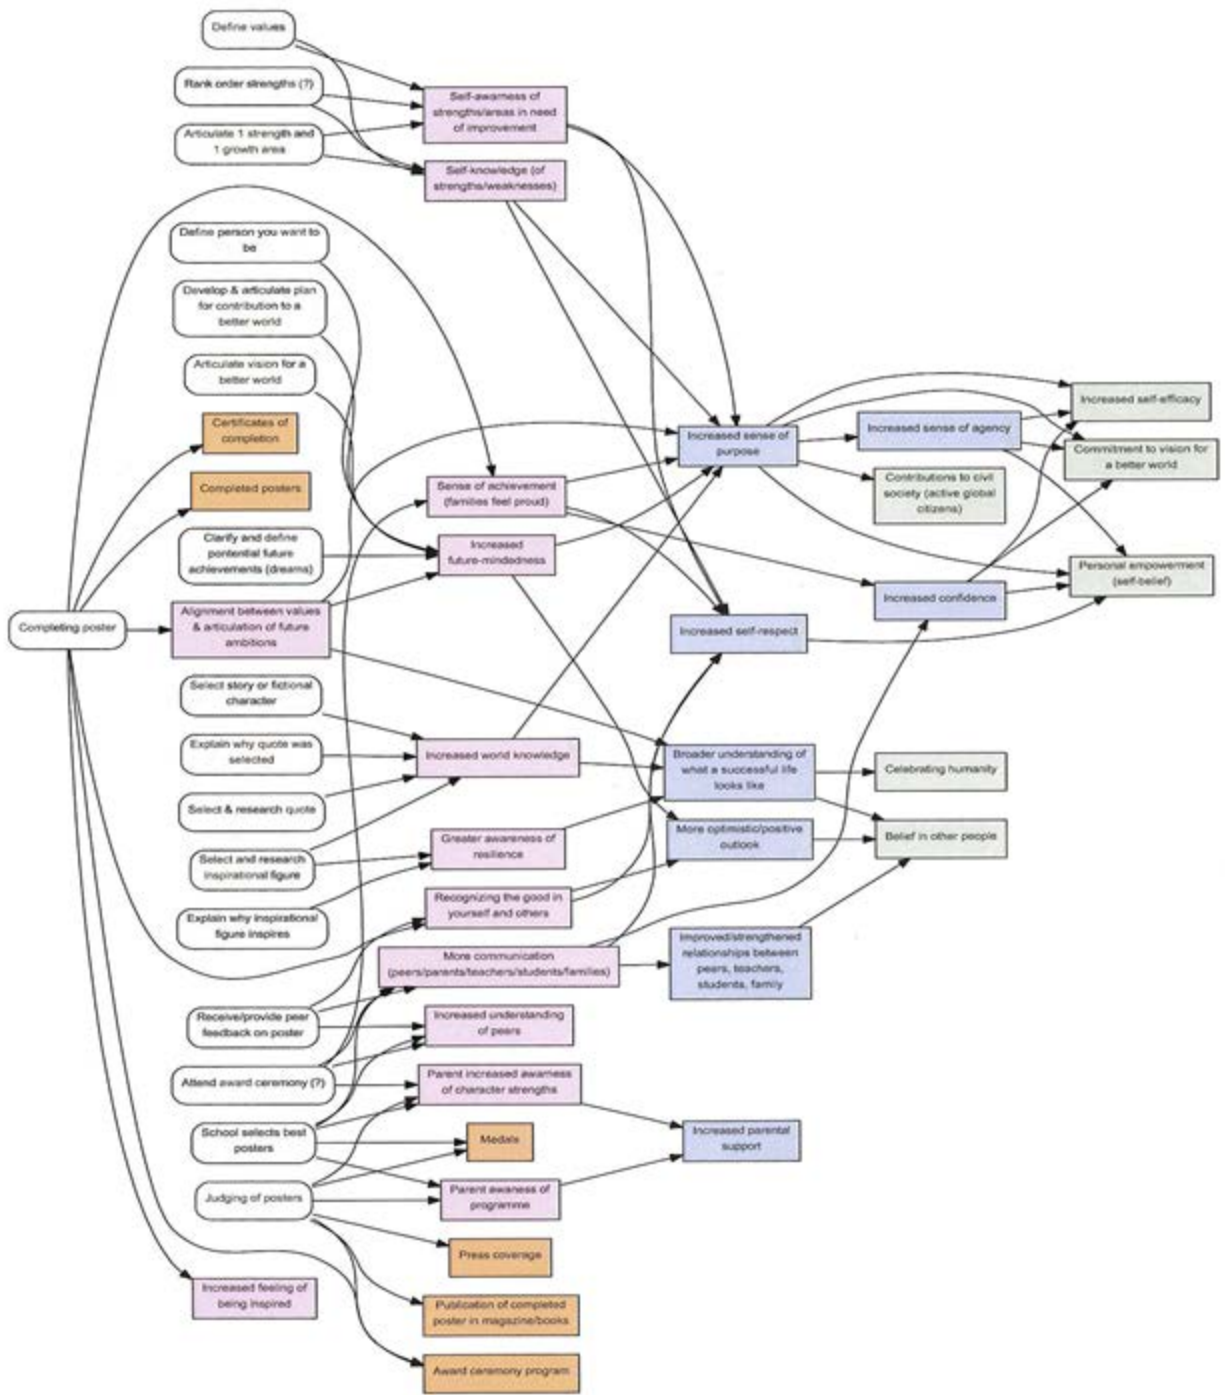 Define values
Rank order strengths (?)
Articulate 1 strength and
1 growth area
Self-awarness of
strengths/areas in need
of improvement
Self-knowledge (of
strengths/weaknesses)
Define person you want to
be
Develop & articulate plan
for contribution to a
better world
Articulate vision for a
better world
Certificates of
completion
Completed posters
Clarify and define
pontential future
achievements (dreams)
Completing poster
Alignment between values
& articulation of future
ambitions
Sense of achievement
(families feel proud)
Increased
future-mindedness
Increased sense of
purpose
Increased sense of agency
Increased self-efficacy
Commitment to vision for
a better world
Contributions to civil
society (active global
citizens)
Personal empowerment
(self-belief)
Increased confidence
Increased self-respect
Select story or fictional
character
Explain why quote was
selected
Select & research quote
Select and research
inspirational figure
Explain why inspirational
figure inspires
Increased world knowledge
Greater awareness of
resilience
Recognizing the good in
yourself and others
More communication
(peers/parents/teachers/students/families)
Broader understanding of
what a successful life
looks like
More optimistic/positive
outlook
Improved/strengthened
relationships between
peers, teachers,
students, family
Celebrating humanity
Belief in other people
Receive/provide peer
feedback on poster
Attend award ceremony (?)
School selects best
posters
Judging of posters
Increased understanding
of peers
Parent increased awarness
of character strengths
Medals
Parent awaness of
programme
Increased parental
support
Press coverage
Increased feeling of
being inspired
Publication of completed
poster in magazine/books
Award ceremony program